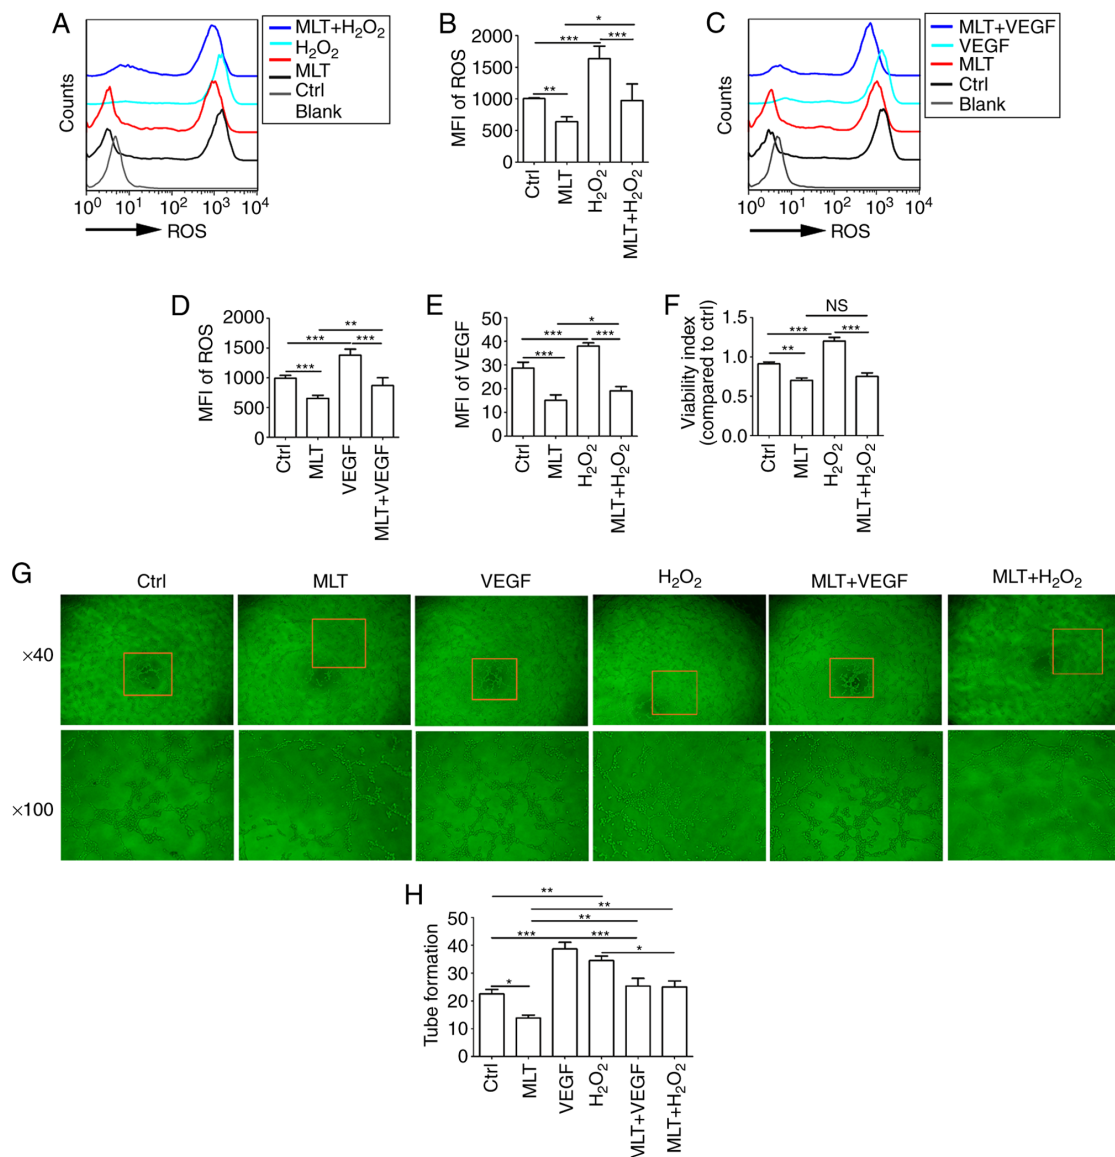 A
Counts
10⁰ 10¹ 10² 10³ 10⁴
ROS
MLT+H₂O₂
H₂O₂
MLT
Ctrl
Blank
B
MFI of ROS
2000
1500
1000
500
0
*
***
***
**
Ctrl
MLT
H₂O₂
MLT+H₂O₂
C
Counts
10⁰ 10¹ 10² 10³ 10⁴
ROS
MLT+VEGF
VEGF
MLT
Ctrl
Blank
D
MFI of ROS
2000
1500
1000
500
0
**
***
***
***
Ctrl
MLT
VEGF
MLT+VEGF
E
MFI of VEGF
50
40
30
20
10
0
*
***
***
***
Ctrl
MLT
H₂O₂
MLT+H₂O₂
F
Viability index
(compared to ctrl)
1.5
1.0
0.5
0.0
NS
***
***
**
Ctrl
MLT
H₂O₂
MLT+H₂O₂
G
Ctrl MLT VEGF H₂O₂ MLT+VEGF MLT+H₂O₂
×40
×100
H
Tube formation
50
40
30
20
10
0
**
**
**
*** ***
*
*
Ctrl
MLT
VEGF
H₂O₂
MLT+VEGF
MLT+H₂O₂